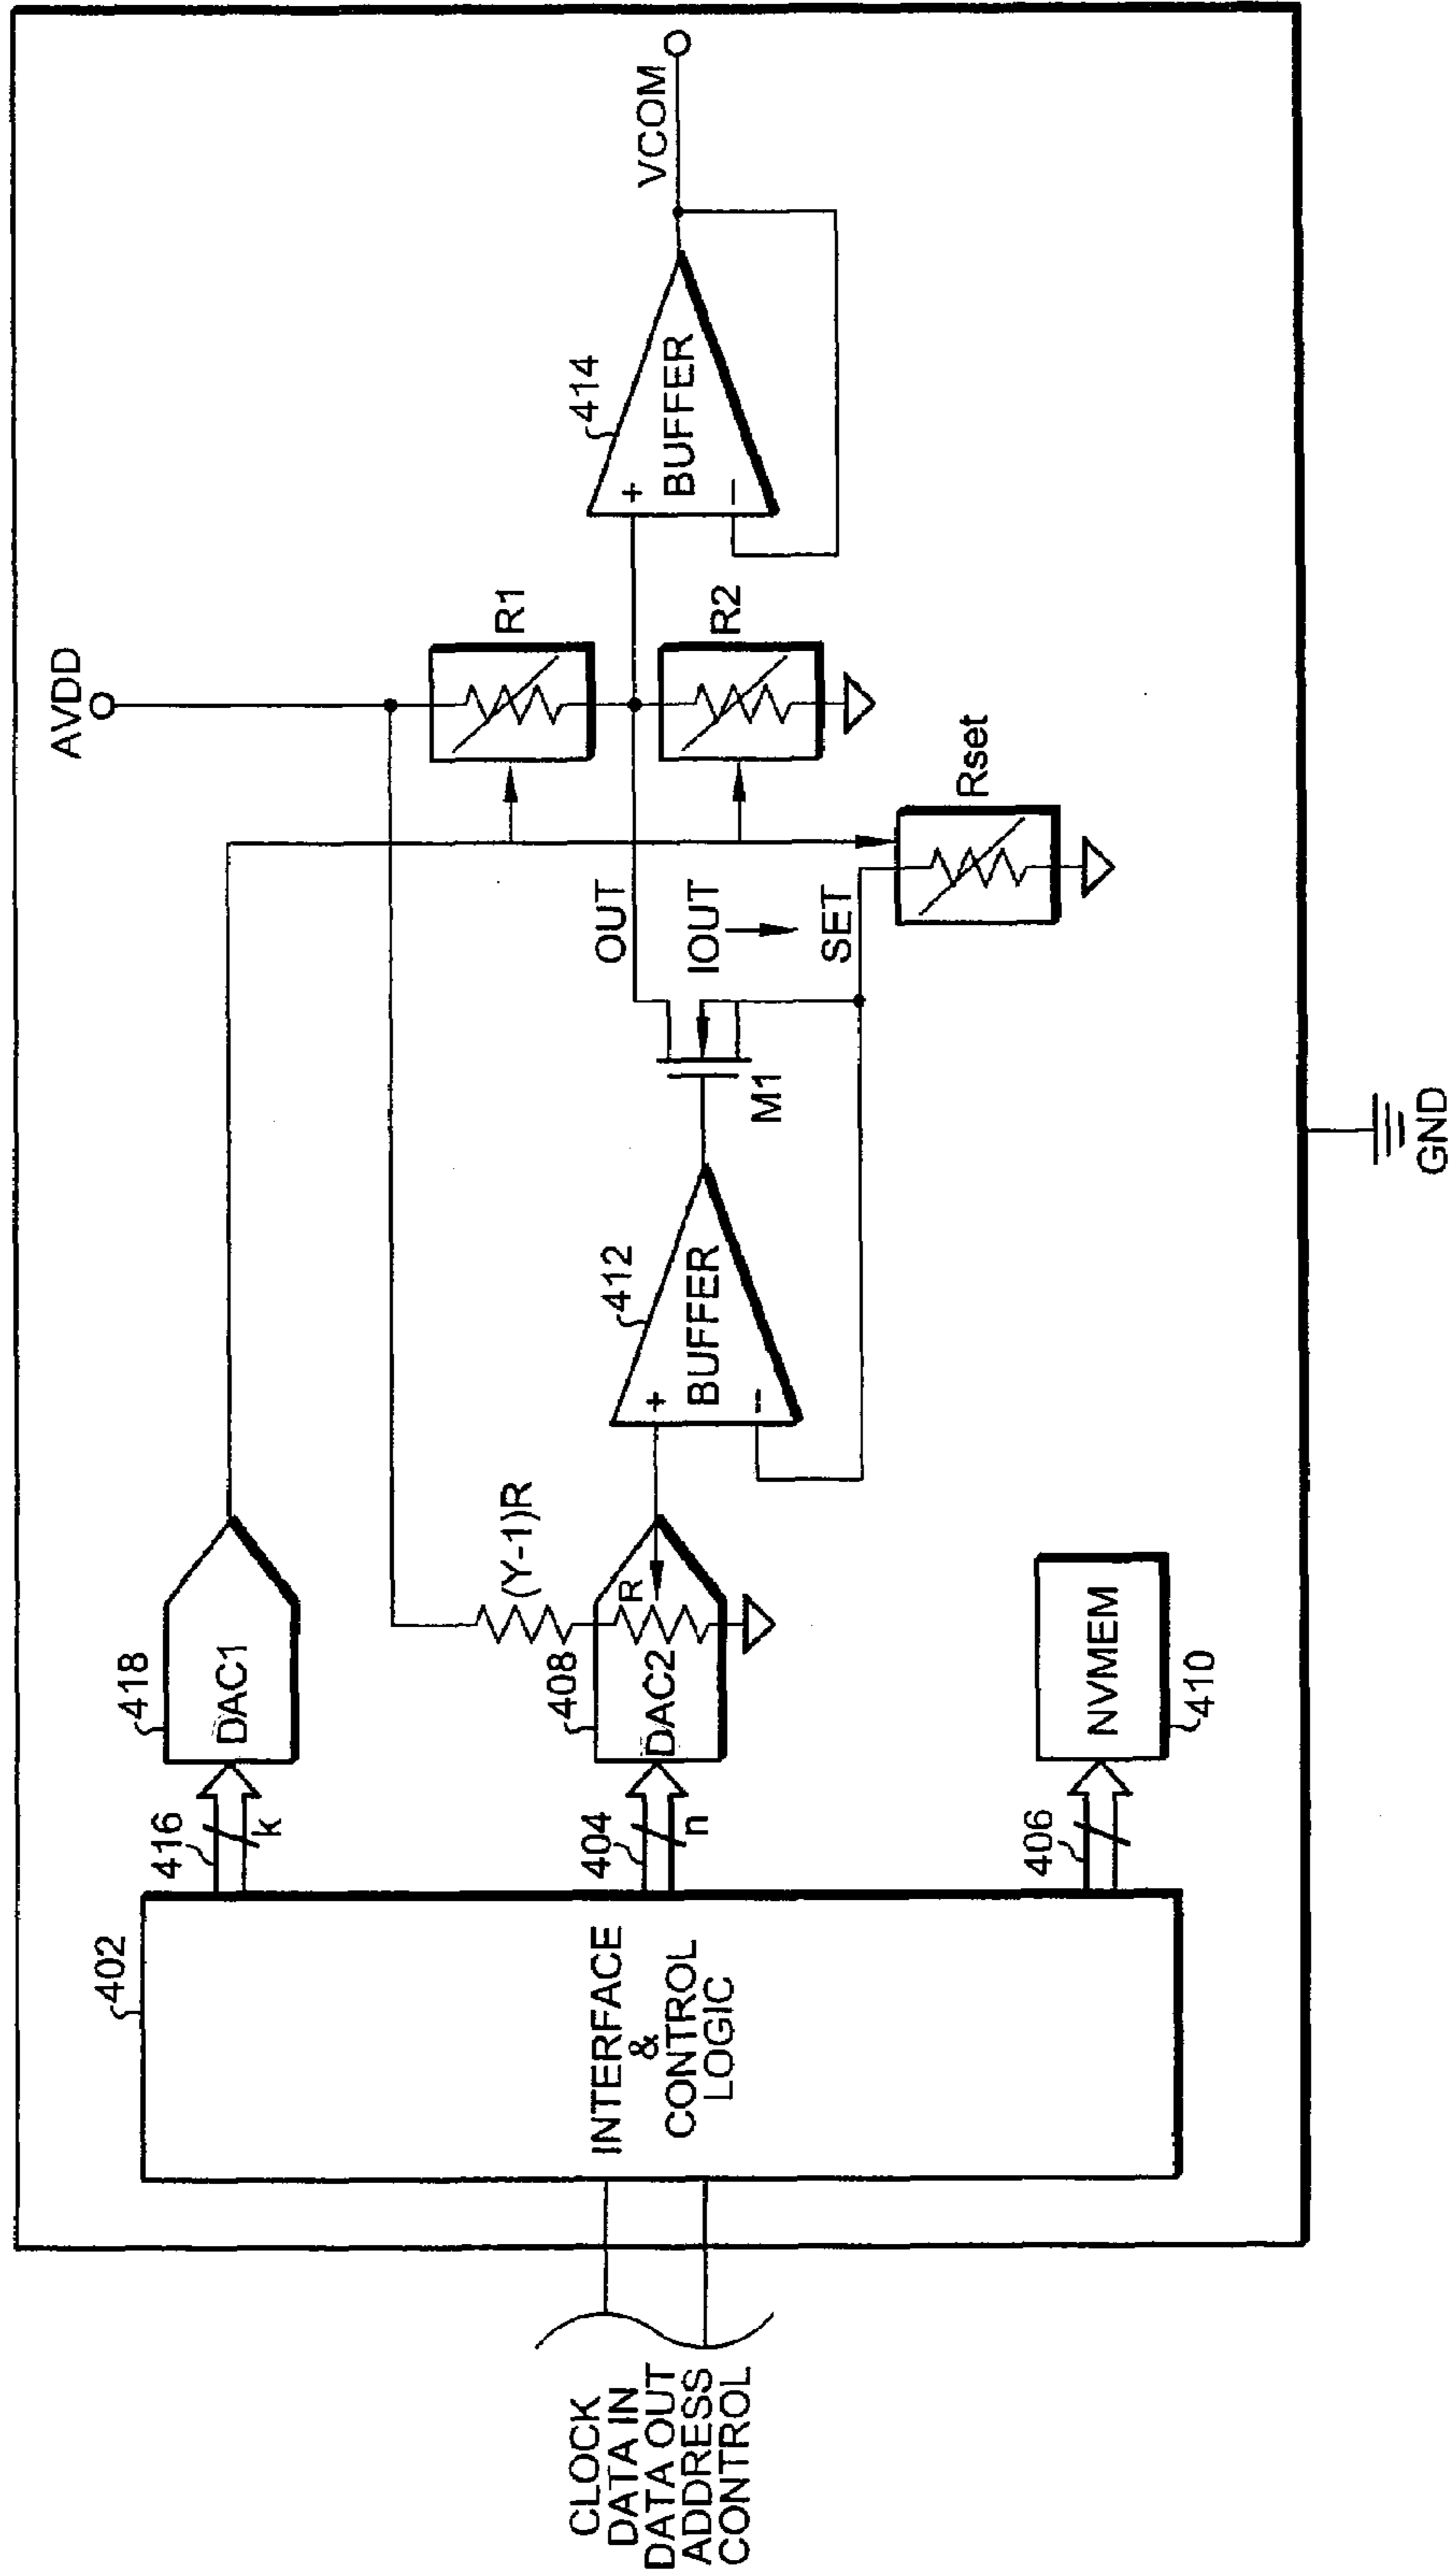 AVDD
418
DAC1
416
k
402
INTERFACE
&
CONTROL
LOGIC
CLOCK
DATA IN
DATA OUT
ADDRESS
CONTROL
404
n
408
DAC2
R
(Y-1)R
412
+
BUFFER
-
M1
OUT
IOUT
SET
R1
R2
Rset
414
+
BUFFER
-
VCOM
406
NVMEM
410
GND